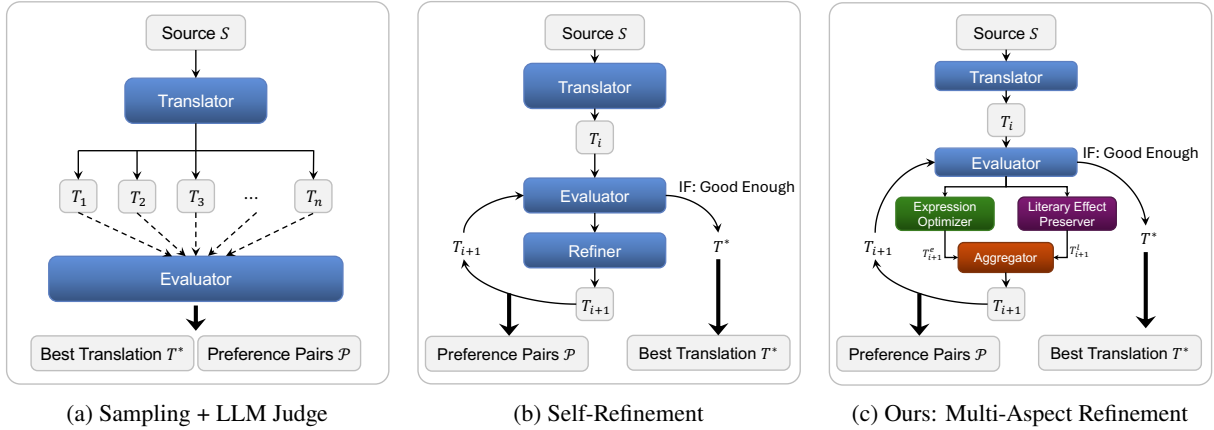 Source S
Translator
T₁
T₂
T₃
...
Tₙ
Evaluator
Best Translation T*
Preference Pairs 𝒫
(a) Sampling + LLM Judge
Source S
Translator
Tᵢ
IF: Good Enough
Evaluator
Refiner
Tᵢ₊₁
T*
Tᵢ₊₁
Preference Pairs 𝒫
Best Translation T*
(b) Self-Refinement
Source S
Translator
Tᵢ
IF: Good Enough
Evaluator
Expression
Optimizer
Literary Effect
Preserver
Tᵢ₊₁
T^e_{i+1}
T^l_{i+1}
T*
Aggregator
Tᵢ₊₁
Preference Pairs 𝒫
Best Translation T*
(c) Ours: Multi-Aspect Refinement